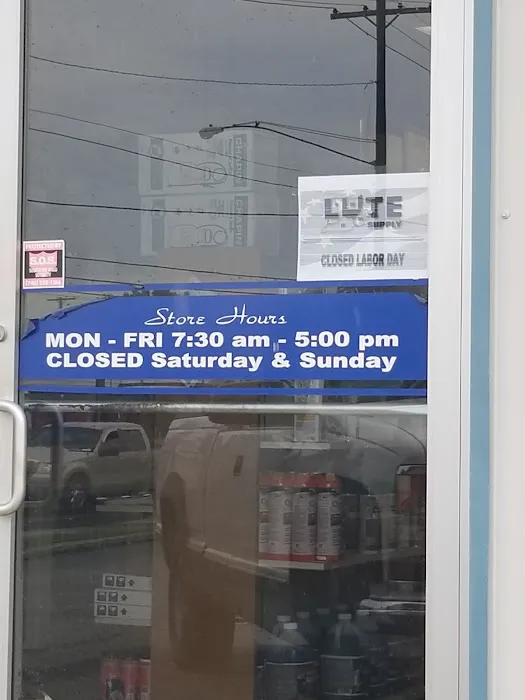 LUTE
SUPPLY
CLOSED LABOR DAY
S.O.S.
Store Hours
MON - FRI 7:30 am - 5:00 pm
CLOSED Saturday & Sunday